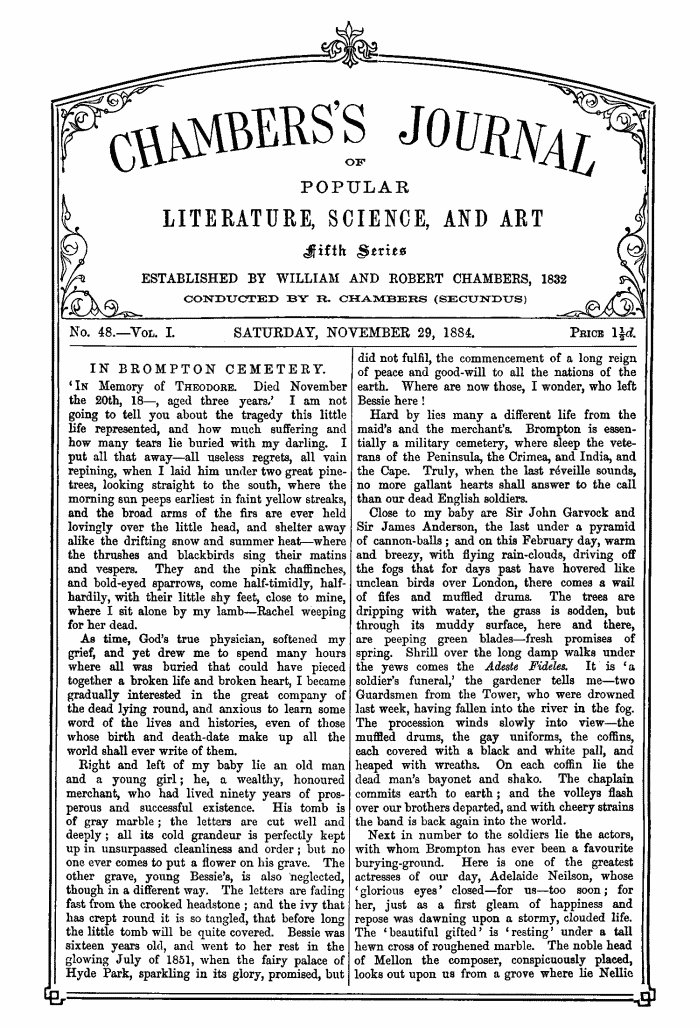 CHAMBERS'S JOURNAL
OF
POPULAR
LITERATURE, SCIENCE, AND ART
Fifth Series
ESTABLISHED BY WILLIAM AND ROBERT CHAMBERS, 1832
CONDUCTED BY R. CHAMBERS (SECUNDUS)
No. 48.—Vol. I.
SATURDAY, NOVEMBER 29, 1884.
Price 1½d.
IN BROMPTON CEMETERY.
'In Memory of Theodore. Died November
the 20th, 18—, aged three years.' I am not
going to tell you about the tragedy this little
life represented, and how much suffering and
how many tears lie buried with my darling. I
put all that away—all useless regrets, all vain
repining, when I laid him under two great pine-
trees, looking straight to the south, where the
morning sun peeps earliest in faint yellow streaks,
and the broad arms of the firs are ever held
lovingly over the little head, and shelter away
alike the drifting snow and summer heat—where
the thrushes and blackbirds sing their matins
and vespers. They and the pink chaffinches,
and bold-eyed sparrows, come half-timidly, half-
hardily, with their little shy feet, close to mine,
where I sit alone by my lamb—Rachel weeping
for her dead.
As time, God's true physician, softened my
grief, and yet drew me to spend many hours
where all was buried that could have pieced
together a broken life and broken heart, I became
gradually interested in the great company of
the dead lying round, and anxious to learn some
word of the lives and histories, even of those
whose birth and death-date make up all the
world shall ever write of them.
Right and left of my baby lie an old man
and a young girl; he, a wealthy, honoured
merchant, who had lived ninety years of pros-
perous and successful existence. His tomb is
of gray marble; the letters are cut well and
deeply; all its cold grandeur is perfectly kept
up in unsurpassed cleanliness and order; but no
one ever comes to put a flower on his grave. The
other grave, young Bessie's, is also neglected,
though in a different way. The letters are fading
fast from the crooked headstone; and the ivy that
has crept round it is so tangled, that before long
the little tomb will be quite covered. Bessie was
sixteen years old, and went to her rest in the
glowing July of 1851, when the fairy palace of
Hyde Park, sparkling in its glory, promised, but
did not fulfil, the commencement of a long reign
of peace and good-will to all the nations of the
earth. Where are now those, I wonder, who left
Bessie here!
Hard by lies many a different life from the
maid's and the merchant's. Brompton is essen-
tially a military cemetery, where sleep the vete-
rans of the Peninsula, the Crimea, and India, and
the Cape. Truly, when the last réveille sounds,
no more gallant hearts shall answer to the call
than our dead English soldiers.
Close to my baby are Sir John Garvock and
Sir James Anderson, the last under a pyramid
of cannon-balls; and on this February day, warm
and breezy, with flying rain-clouds, driving off
the fogs that for days past have hovered like
unclean birds over London, there comes a wail
of fifes and muffled drums. The trees are
dripping with water, the grass is sodden, but
through its muddy surface, here and there,
are peeping green blades—fresh promises of
spring. Shrill over the long damp walks under
the yews comes the Adeste Fideles. It is 'a
soldier's funeral,' the gardener tells me—two
Guardsmen from the Tower, who were drowned
last week, having fallen into the river in the fog.
The procession winds slowly into view—the
muffled drums, the gay uniforms, the coffins,
each covered with a black and white pall, and
heaped with wreaths. On each coffin lie the
dead man's bayonet and shako. The chaplain
commits earth to earth; and the volleys flash
over our brothers departed, and with cheery strains
the band is back again into the world.
Next in number to the soldiers lie the actors,
with whom Brompton has ever been a favourite
burying-ground. Here is one of the greatest
actresses of our day, Adelaide Neilson, whose
'glorious eyes' closed—for us—too soon; for
her, just as a first gleam of happiness and
repose was dawning upon a stormy, clouded life.
The 'beautiful gifted' is 'resting' under a tall
hewn cross of roughened marble. The noble head
of Mellon the composer, conspicuously placed,
looks out upon us from a grove where lie Nellie